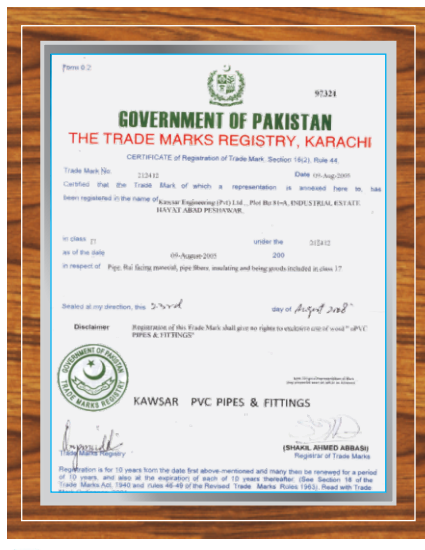 Form 0-2
97324
GOVERNMENT OF PAKISTAN
THE TRADE MARKS REGISTRY, KARACHI
CERTIFICATE of Registration of Trade Mark. Section 16(2), Rule 44,
Trade Mark No. 212412 Date 09-Aug-2005
Certified that the Trade Mark of which a representation is annexed here to, has
been registered in the name of Kawsar Engineering (Pvt) Ltd., Plot No 81-A, INDUSTRIAL ESTATE
HAYAT ABAD PESHAWAR.
in class 17 under the 212412
as of the date 09-August-2005 200
in respect of Pipe, material, pipe insulating and being goods included in class 17
Sealed at my direction, this 23rd day of August 2008
Disclaimer Registration of this Trade Mark shall give no rights to exclusive use of word "uPVC
PIPES & FITTINGS"
GOVERNMENT OF PAKISTAN
TRADE MARKS REGISTRY
KAWSAR PVC PIPES & FITTINGS
(SHAKIL AHMED ABBASI)
Trade Marks Registry Registrar of Trade Marks
Registration is for 10 years from the date first above-mentioned and many then be renewed for a period
of 10 years, and also at the expiration of each of 10 years thereafter. (See Section 18 of the
Trade Marks Act, 1940 and rules 46-49 of the Revised Trade Marks Rules 1963). Read with Trade